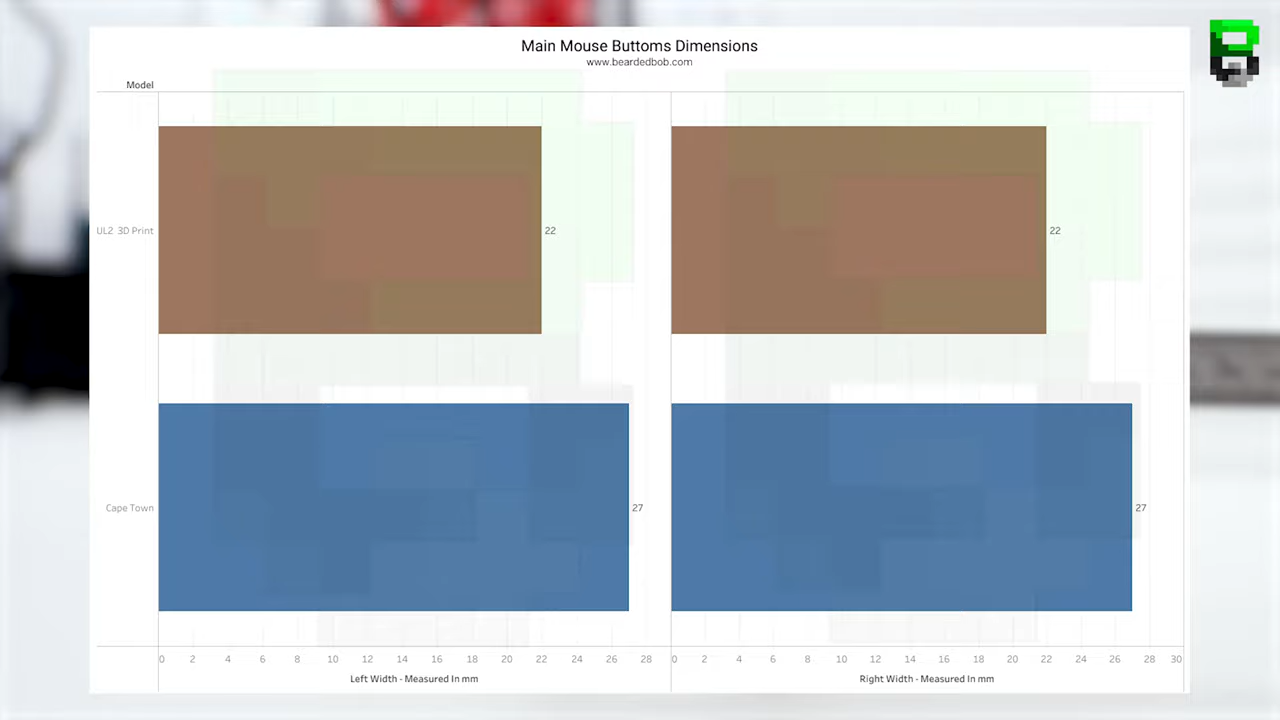 Main Mouse Buttoms Dimensions
www.beardedbob.com
Model
UL2 3D Print
22
22
Cape Town
27
27
0 2 4 6 8 10 12 14 16 18 20 22 24 26 28
0 2 4 6 8 10 12 14 16 18 20 22 24 26 28 30
Left Width - Measured In mm
Right Width - Measured In mm